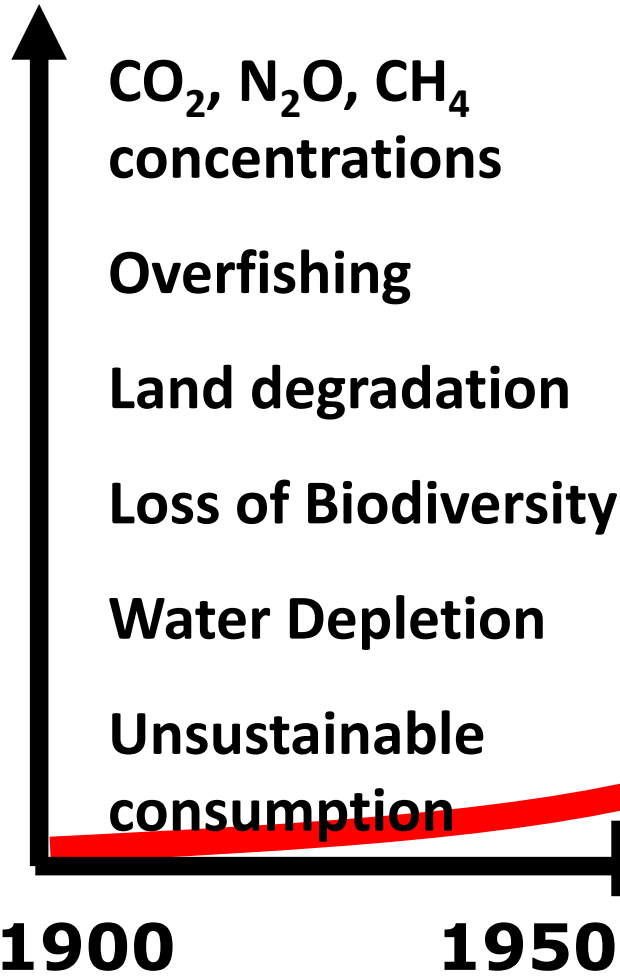 CO₂, N₂O, CH₄
concentrations
Overfishing
Land degradation
Loss of Biodiversity
Water Depletion
Unsustainable
consumption
1900 1950